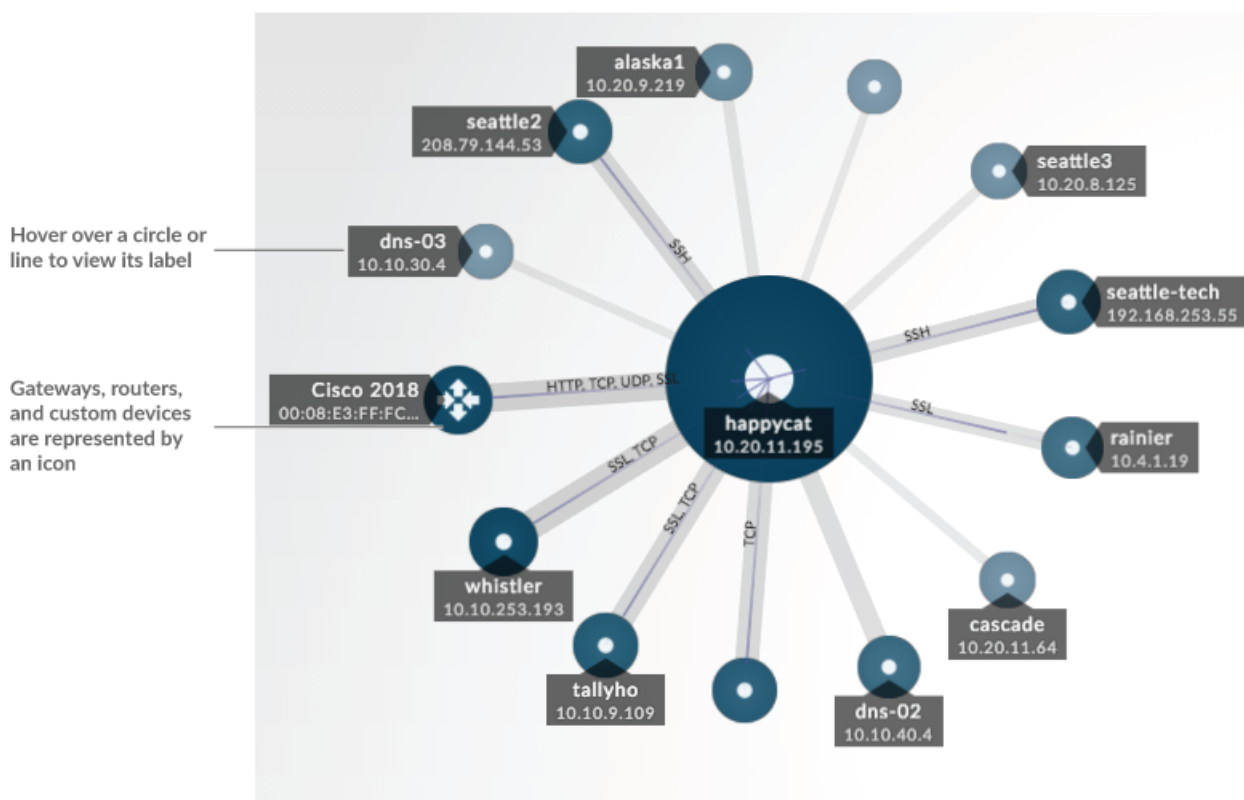 alaska1
10.20.9.219
seattle2
208.79.144.53
seattle3
10.20.8.125
SSH
Hover over a circle or
line to view its label
dns-03
10.10.30.4
seattle-tech
192.168.253.55
SSH
Gateways, routers,
and custom devices
are represented by
an icon
Cisco 2018
00:08:E3:FF:FC...
HTTP, TCP, UDP, SSL
happycat
10.20.11.195
SSL
rainier
10.4.1.19
SSL, TCP
SSL, TCP
TCP
whistler
10.10.253.193
cascade
10.20.11.64
tallyho
10.10.9.109
dns-02
10.10.40.4